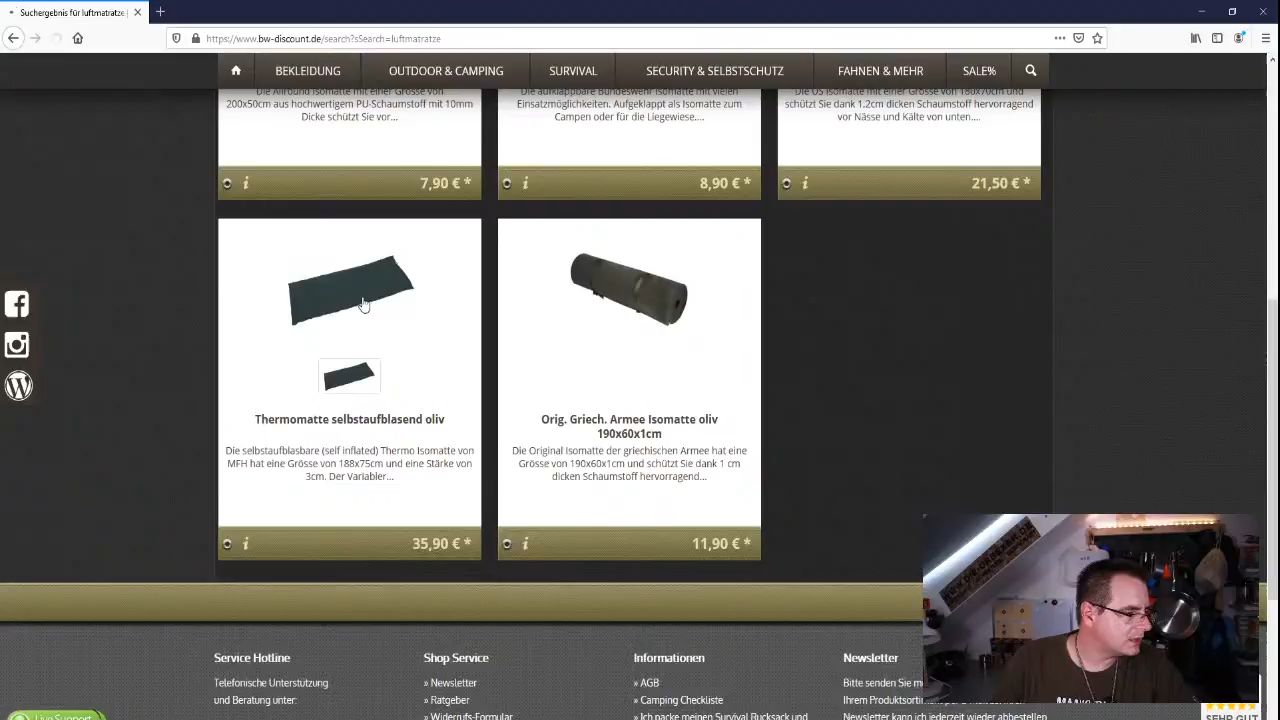 Suchergebnis für luftmatratze
https://www.bw-discount.de/search?sSearch=luftmatratze
BEKLEIDUNG OUTDOOR & CAMPING SURVIVAL SECURITY & SELBSTSCHUTZ FAHNEN & MEHR SALE%
Die Allround Isomatte mit einer Grösse von
200x50cm aus hochwertigem PU-Schaumstoff mit 10mm
Dicke schützt Sie vor...
7,90 € *
Die aufklappbare Bundeswehr Isomatte mit vielen
Einsatzmöglichkeiten. Aufgeklappt als Isomatte zum
Campen oder für die Liegewiese....
8,90 € *
Die US Isomatte mit einer Grösse von 180x70cm und
schützt Sie dank 1,2cm dicken Schaumstoff hervorragend
vor Nässe und Kälte von unten....
21,50 € *
Thermomatte selbstaufblasend oliv
Die selbstaufblasbare (self inflated) Thermo Isomatte von
MFH hat eine Grösse von 188x75cm und eine Stärke von
3cm. Der Variabler...
35,90 € *
Orig. Griech. Armee Isomatte oliv
190x60x1cm
Die Original Isomatte der griechischen Armee hat eine
Grösse von 190x60x1cm und schützt Sie dank 1 cm
dicken Schaumstoff hervorragend...
11,90 € *
Service Hotline
Telefonische Unterstützung
und Beratung unter:
Shop Service
» Newsletter
» Ratgeber
» Widerrufs-Formular
Informationen
» AGB
» Camping Checkliste
» Ich packe meinen Survival Rucksack und
Newsletter
Bitte senden Sie m
Ihrem Produktsorti
Newsletter kann ich jederzeit wieder abbestellen
Live Support
SEHR GUT